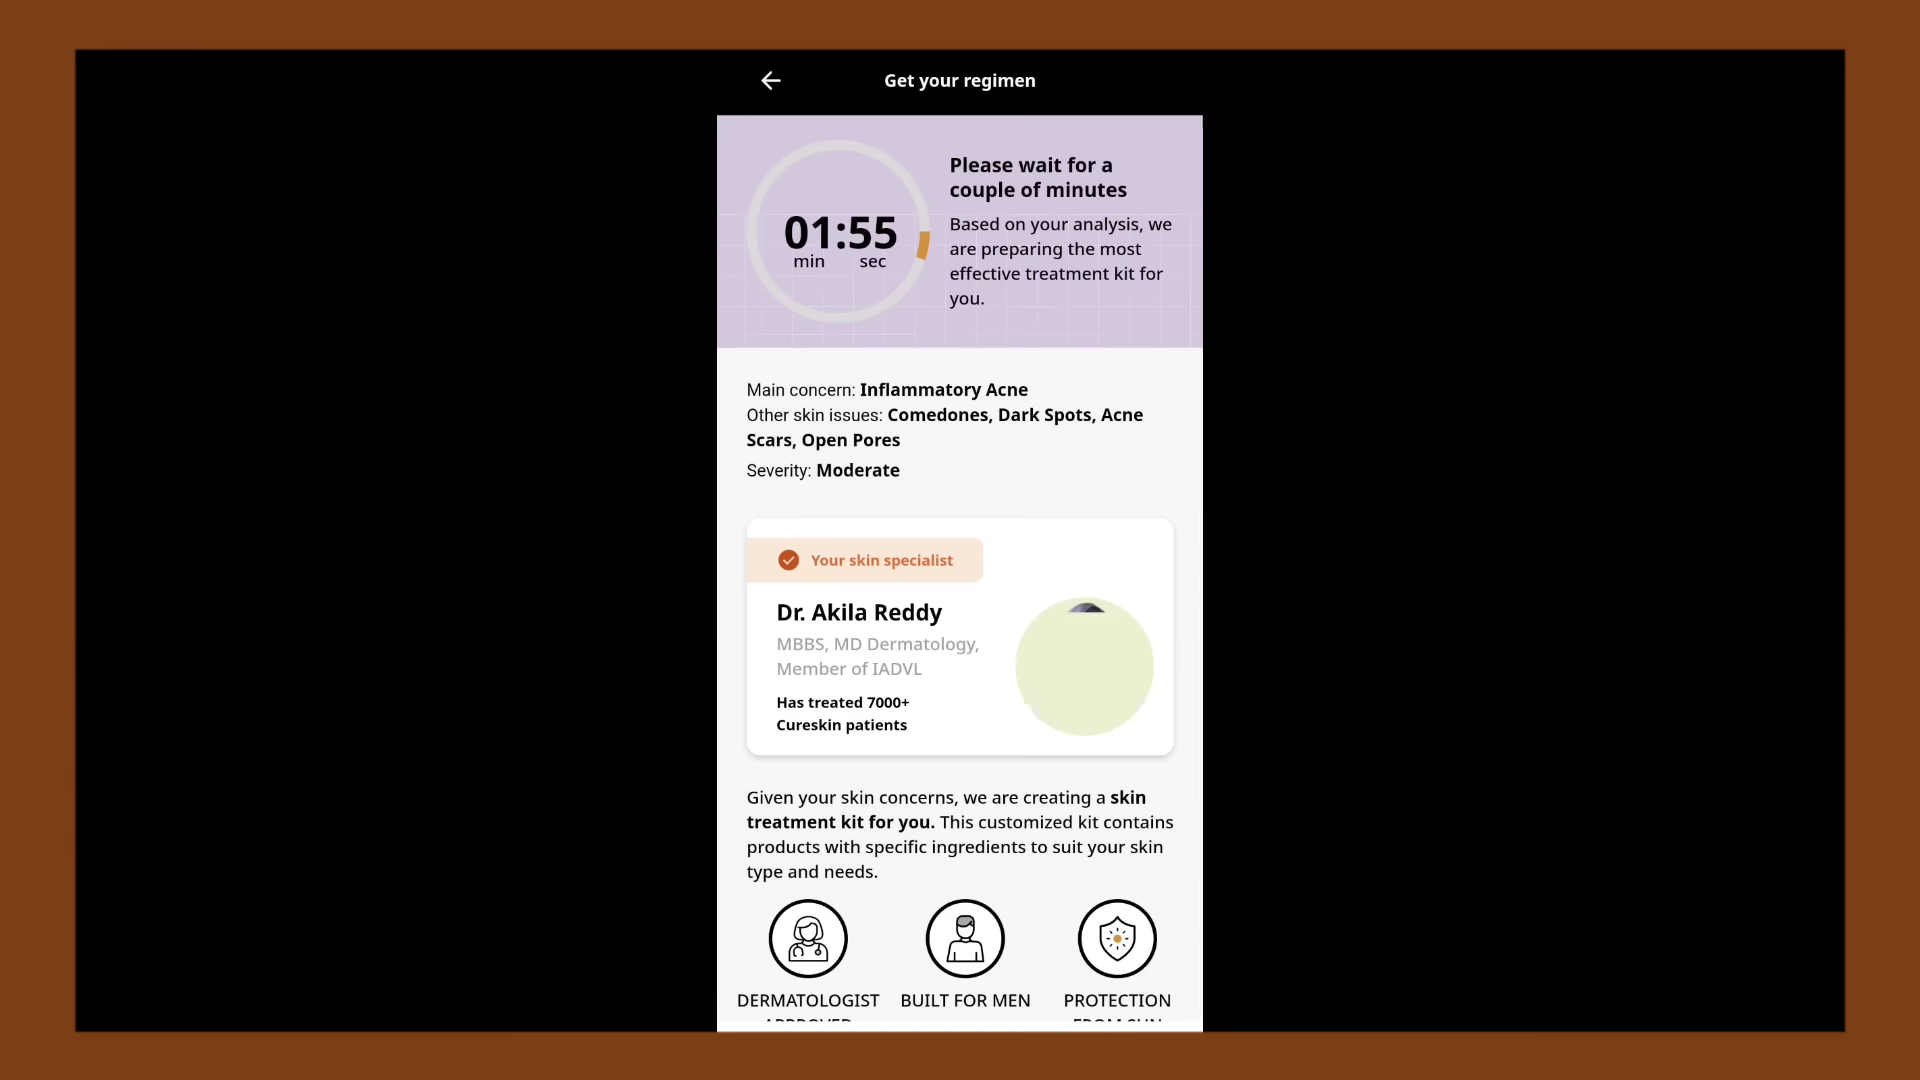 Get your regimen
Please wait for a
couple of minutes
01:55
min sec
Based on your analysis, we
are preparing the most
effective treatment kit for
you.
Main concern: Inflammatory Acne
Other skin issues: Comedones, Dark Spots, Acne
Scars, Open Pores
Severity: Moderate
Your skin specialist
Dr. Akila Reddy
MBBS, MD Dermatology,
Member of IADVL
Has treated 7000+
Cureskin patients
Given your skin concerns, we are creating a skin
treatment kit for you. This customized kit contains
products with specific ingredients to suit your skin
type and needs.
DERMATOLOGIST
APPROVED
BUILT FOR MEN
PROTECTION
FROM SUN